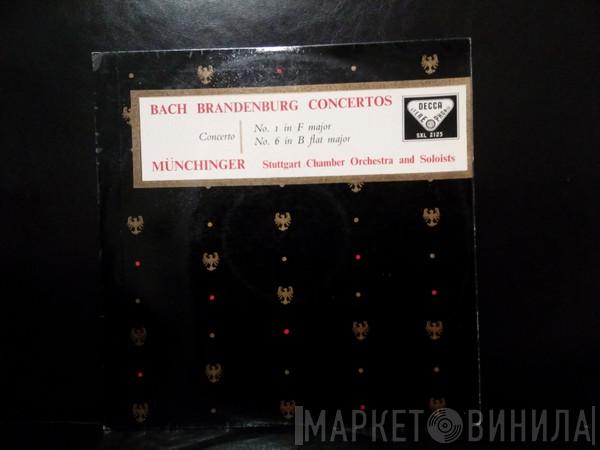 BACH BRANDENBURG CONCERTOS
Concerto
No. 1 in F major
No. 6 in B flat major
MÜNCHINGER Stuttgart Chamber Orchestra and Soloists
DECCA
SXL 2125
МАРКЕТ ВИНИЛА